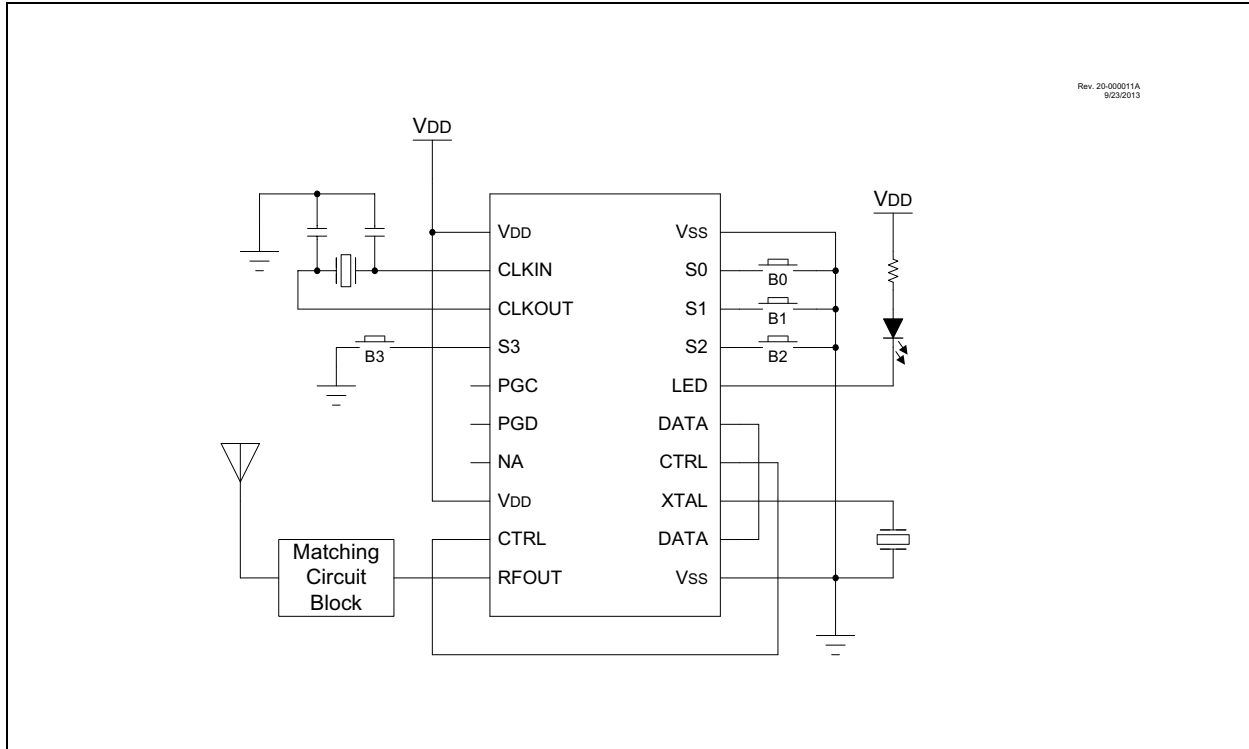 Rev. 20-000011A
9/23/2013
VDD
VDD
VDD
CLKIN
CLKOUT
S3
PGC
PGD
NA
VDD
CTRL
RFOUT
VSS
S0
S1
S2
LED
DATA
CTRL
XTAL
DATA
VSS
B0
B1
B2
B3
Matching
Circuit
Block